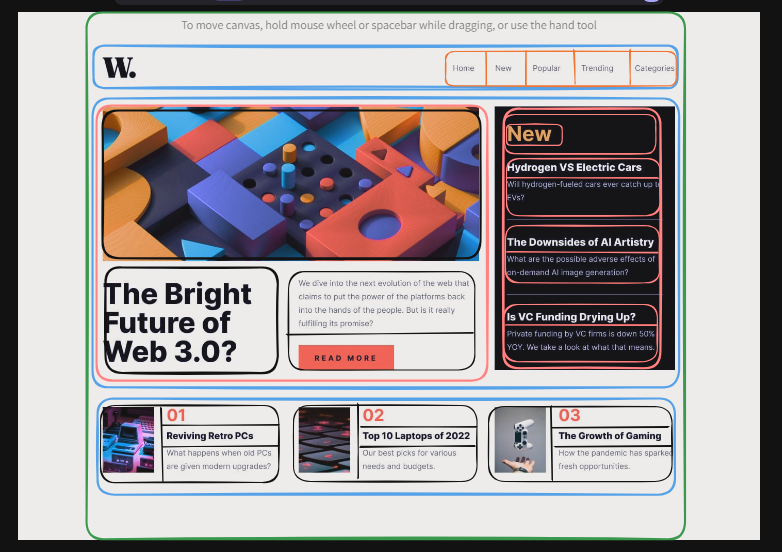 To move canvas, hold mouse wheel or spacebar while dragging, or use the hand tool
W.
Home New Popular Trending Categories
New
Hydrogen VS Electric Cars
Will hydrogen-fueled cars ever catch up to
EVs?
The Downsides of AI Artistry
What are the possible adverse effects of
on-demand AI image generation?
Is VC Funding Drying Up?
Private funding by VC firms is down 50%
YOY. We take a look at what that means.
The Bright
Future of
Web 3.0?
We dive into the next evolution of the web that
claims to put the power of the platforms back
into the hands of the people. But is it really
fulfilling its promise?
READ MORE
01
Reviving Retro PCs
What happens when old PCs
are given modern upgrades?
02
Top 10 Laptops of 2022
Our best picks for various
needs and budgets.
03
The Growth of Gaming
How the pandemic has sparked
fresh opportunities.